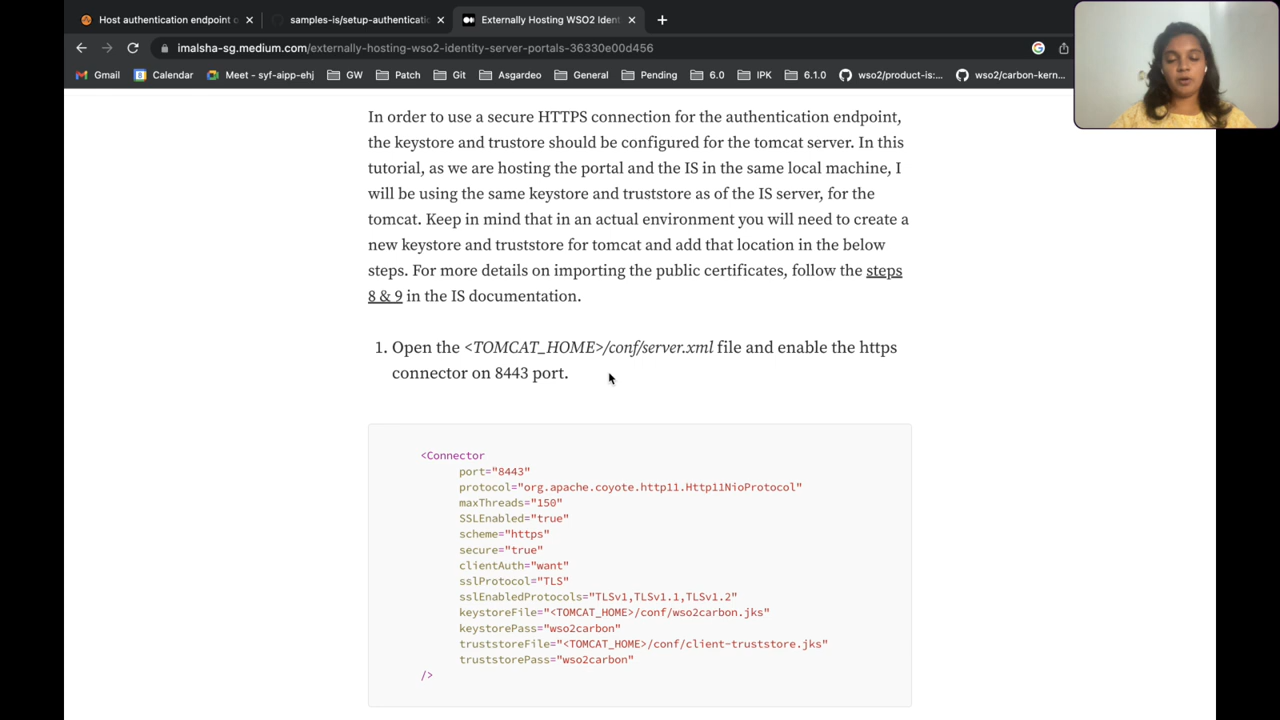 Host authentication endpoint o
samples-is/setup-authenticatio
Externally Hosting WSO2 Ident
imalsha-sg.medium.com/externally-hosting-wso2-identity-server-portals-36330e00d456
Gmail
Calendar
Meet - syf-aipp-ehj
GW
Patch
Git
Asgardeo
General
Pending
6.0
IPK
6.1.0
wso2/product-is:...
wso2/carbon-kern...
In order to use a secure HTTPS connection for the authentication endpoint,
the keystore and trustore should be configured for the tomcat server. In this
tutorial, as we are hosting the portal and the IS in the same local machine, I
will be using the same keystore and truststore as of the IS server, for the
tomcat. Keep in mind that in an actual environment you will need to create a
new keystore and truststore for tomcat and add that location in the below
steps. For more details on importing the public certificates, follow the steps
8 & 9 in the IS documentation.
1. Open the <TOMCAT_HOME>/conf/server.xml file and enable the https
connector on 8443 port.
<Connector
port="8443"
protocol="org.apache.coyote.http11.Http11NioProtocol"
maxThreads="150"
SSLEnabled="true"
scheme="https"
secure="true"
clientAuth="want"
sslProtocol="TLS"
sslEnabledProtocols="TLSv1,TLSv1.1,TLSv1.2"
keystoreFile="<TOMCAT_HOME>/conf/wso2carbon.jks"
keystorePass="wso2carbon"
truststoreFile="<TOMCAT_HOME>/conf/client-truststore.jks"
truststorePass="wso2carbon"
/>